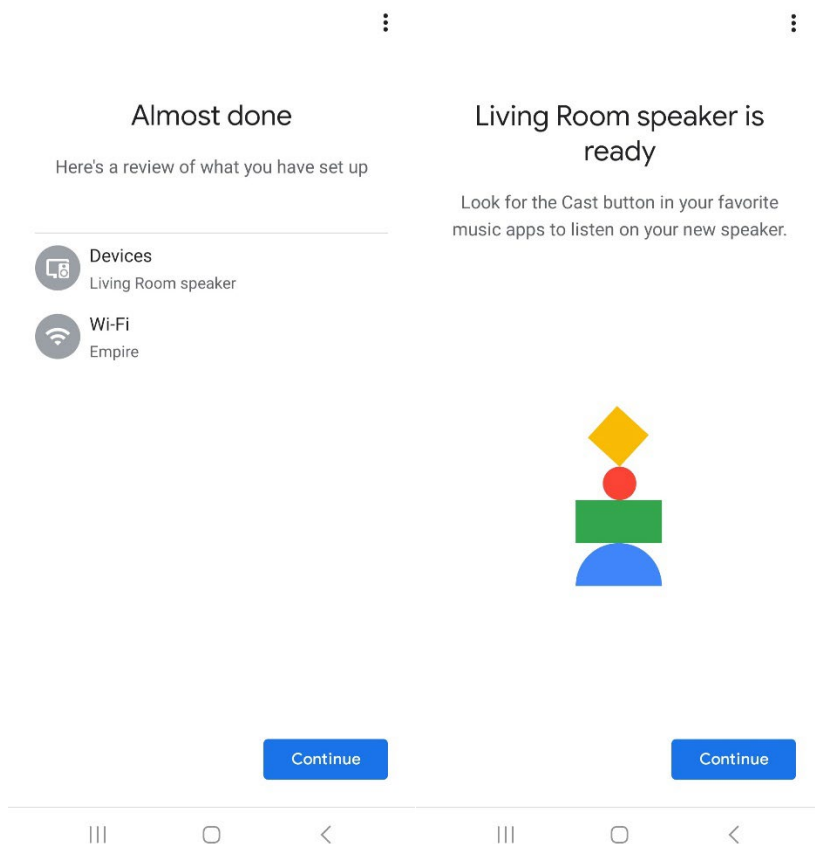 Almost done
Here's a review of what you have set up
Devices
Living Room speaker
Wi-Fi
Empire
Continue
Living Room speaker is
ready
Look for the Cast button in your favorite
music apps to listen on your new speaker.
Continue